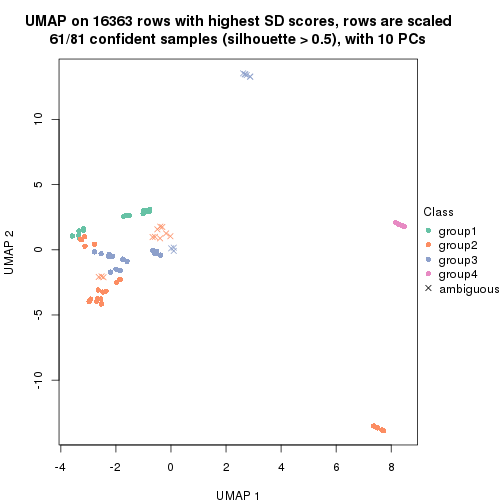 UMAP on 16363 rows with highest SD scores, rows are scaled
61/81 confident samples (silhouette > 0.5), with 10 PCs
10
5
0
-5
-10
UMAP 2
-4
-2
0
2
4
6
8
UMAP 1
Class
group1
group2
group3
group4
ambiguous